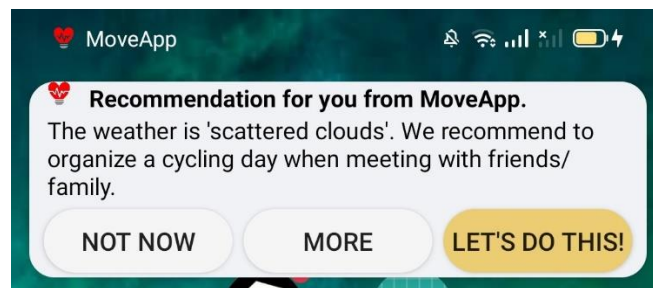 MoveApp
Recommendation for you from MoveApp.
The weather is 'scattered clouds'. We recommend to
organize a cycling day when meeting with friends/
family.
NOT NOW MORE LET'S DO THIS!